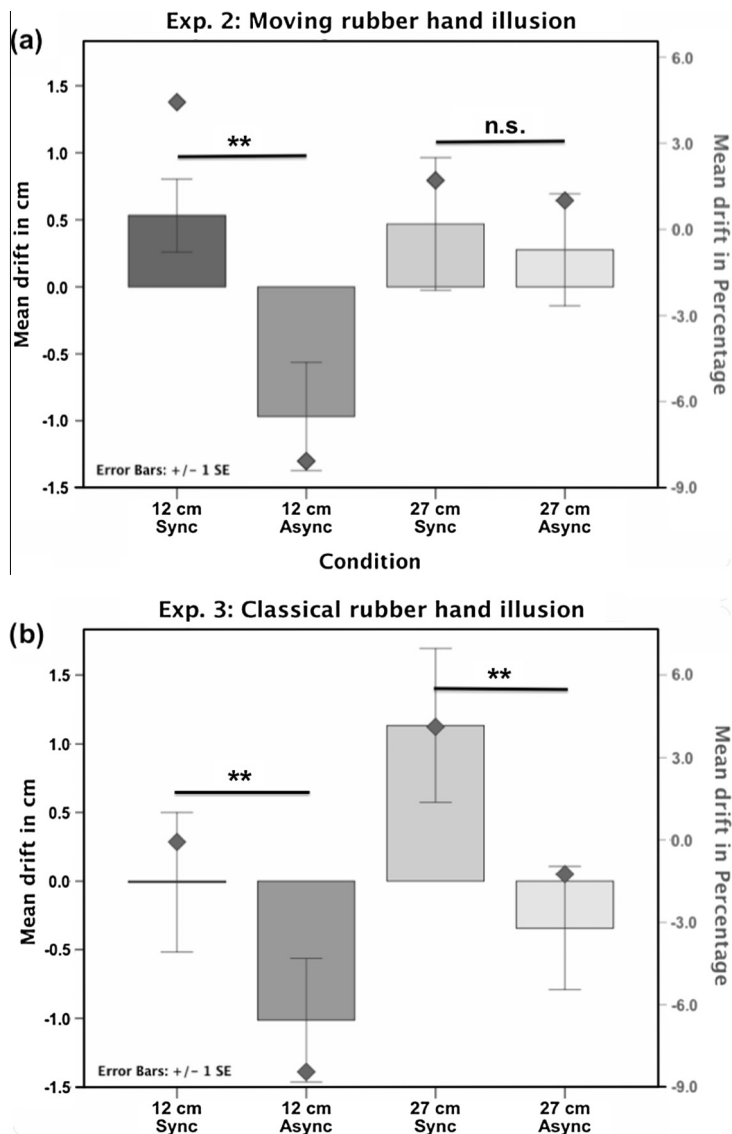 (a)
Exp. 2: Moving rubber hand illusion
Mean drift in cm
1.5
1.0
0.5
0.0
-0.5
-1.0
-1.5
**
n.s.
6.0
3.0
0.0
-3.0
-6.0
-9.0
Mean drift in Percentage
Error Bars: +/- 1 SE
12 cm Sync
12 cm Async
27 cm Sync
27 cm Async
Condition
(b)
Exp. 3: Classical rubber hand illusion
Mean drift in cm
1.5
1.0
0.5
0.0
-0.5
-1.0
-1.5
**
**
6.0
3.0
0.0
-3.0
-6.0
-9.0
Mean drift in Percentage
Error Bars: +/- 1 SE
12 cm Sync
12 cm Async
27 cm Sync
27 cm Async